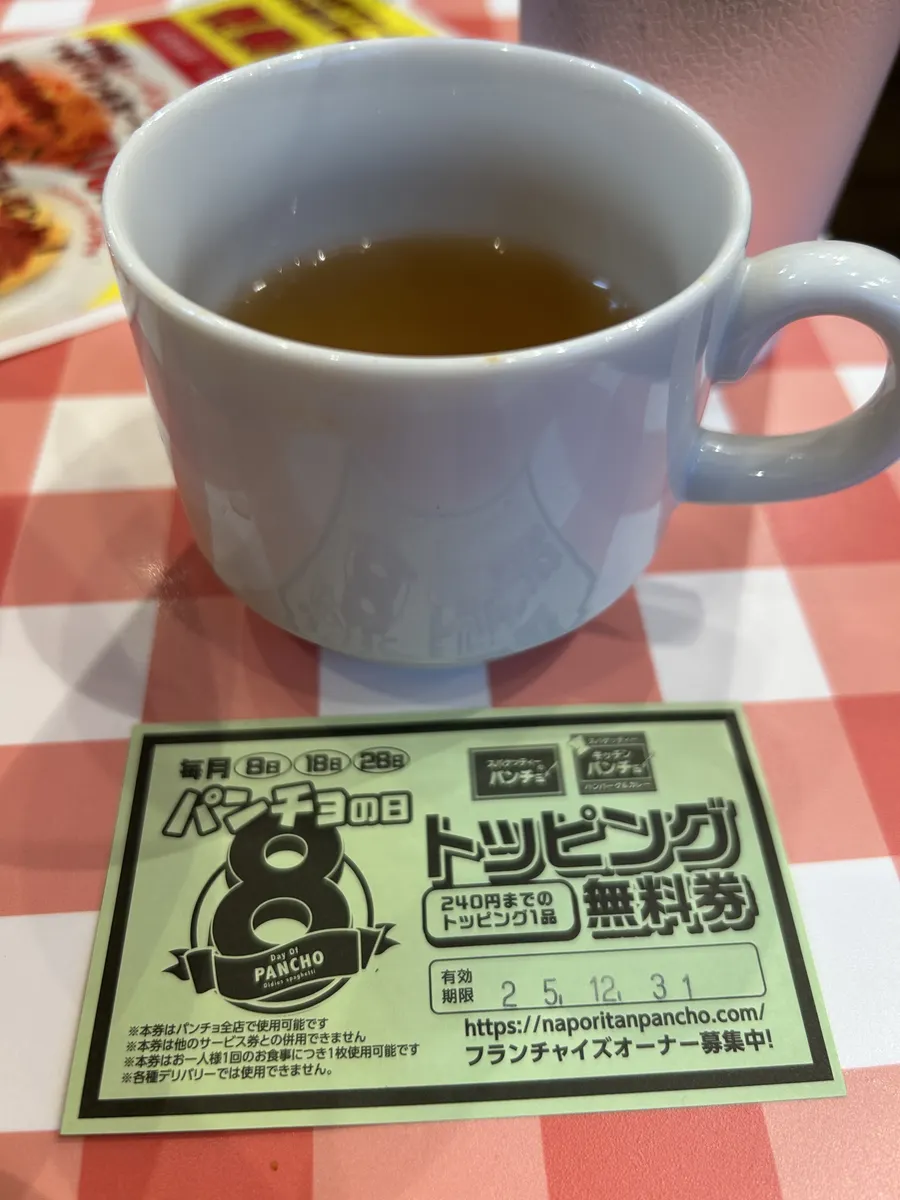 毎月 8日 18日 28日
パンチョの日
8
Day Of
PANCHO
Oldies spaghetti
※本券はパンチョ全店で使用可能です
※本券は他のサービス券との併用できません
※本券はお一人様1回のお食事につき1枚使用可能です
※各種デリバリーでは使用できません。
スパゲッティーの
パンチョ
スパゲッティー
キッチン
パンチョ
ハンバーグ&カレー
トッピング
240円までの
トッピング1品
無料券
有効
期限
25. 12. 31
https://naporitanpancho.com/
フランチャイズオーナー募集中!